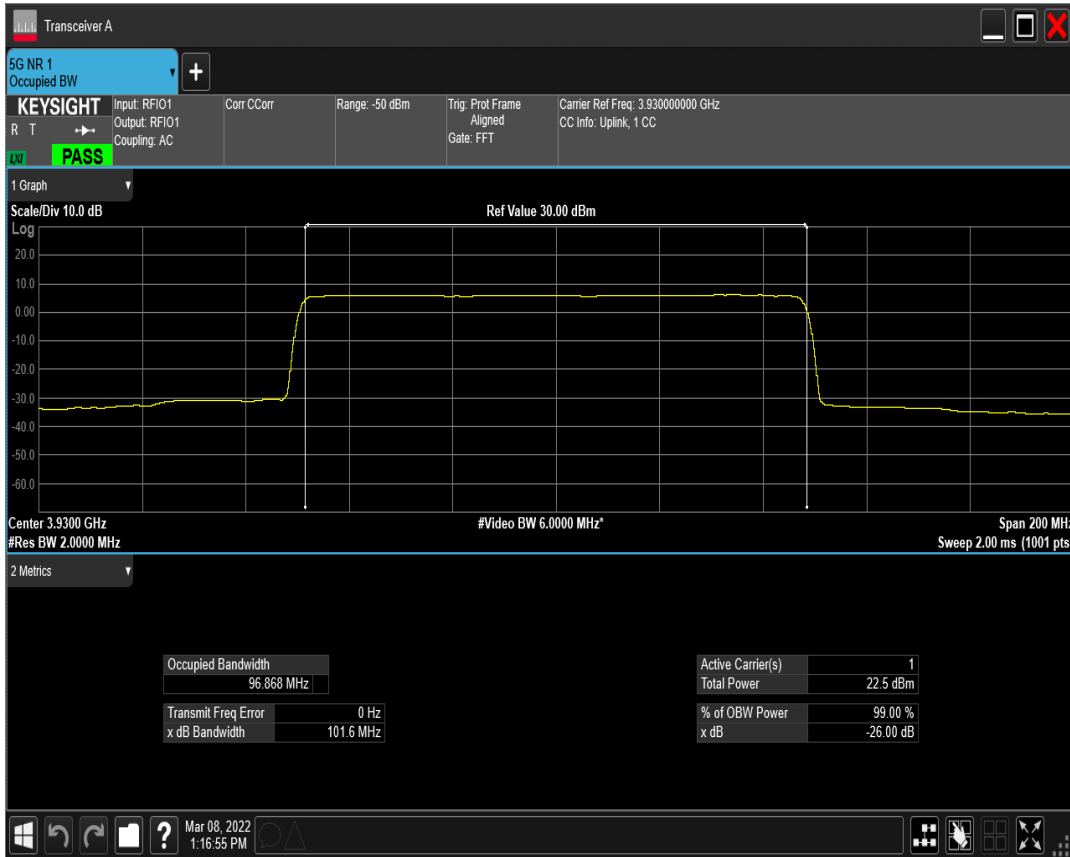 Transceiver A
5G NR 1
Occupied BW
KEYSIGHT
R T
LXI
PASS
Input: RFIO1
Output: RFIO1
Coupling: AC
Corr CCorr
Range: -50 dBm
Trig: Prot Frame
Aligned
Gate: FFT
Carrier Ref Freq: 3.930000000 GHz
CC Info: Uplink, 1 CC
1 Graph
Scale/Div 10.0 dB
Ref Value 30.00 dBm
Log
20.0
10.0
0.00
-10.0
-20.0
-30.0
-40.0
-50.0
-60.0
Center 3.9300 GHz
#Video BW 6.0000 MHz*
Span 200 MHz
#Res BW 2.0000 MHz
Sweep 2.00 ms (1001 pts
2 Metrics
Occupied Bandwidth
96.868 MHz
Transmit Freq Error 0 Hz
x dB Bandwidth 101.6 MHz
Active Carrier(s) 1
Total Power 22.5 dBm
% of OBW Power 99.00 %
x dB -26.00 dB
?
Mar 08, 2022
1:16:55 PM